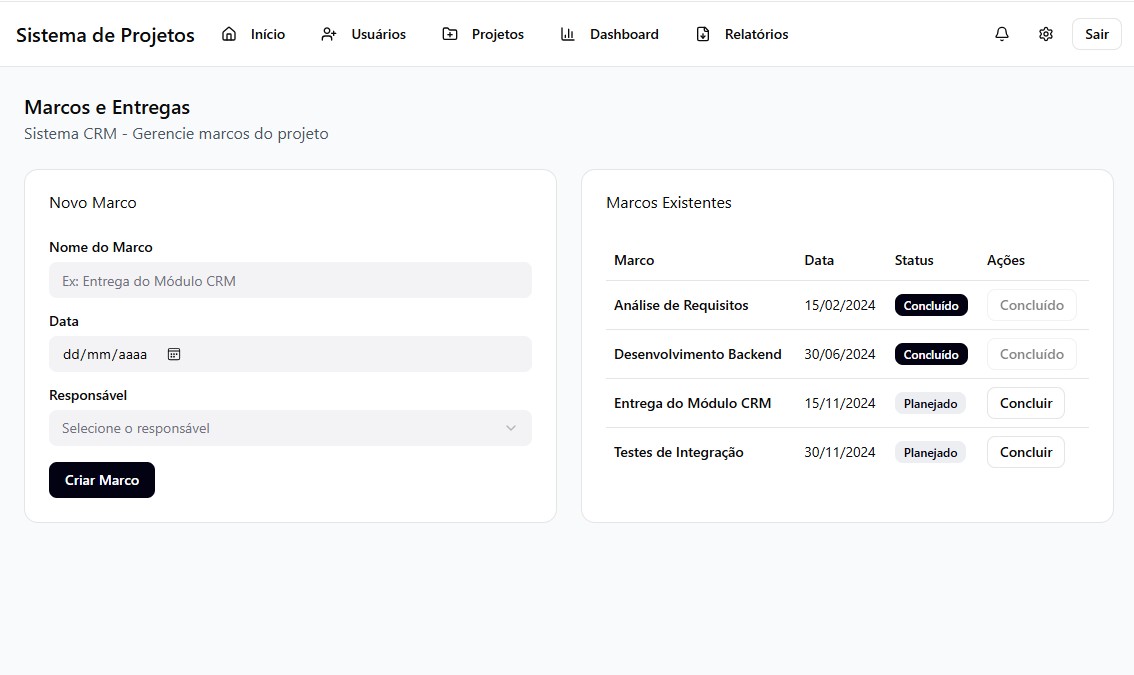 Sistema de Projetos Início Usuários Projetos Dashboard Relatórios Sair
Marcos e Entregas
Sistema CRM - Gerencie marcos do projeto
Novo Marco
Nome do Marco
Ex: Entrega do Módulo CRM
Data
dd/mm/aaaa
Responsável
Selecione o responsável
Criar Marco
Marcos Existentes
Marco Data Status Ações
Análise de Requisitos 15/02/2024 Concluído Concluído
Desenvolvimento Backend 30/06/2024 Concluído Concluído
Entrega do Módulo CRM 15/11/2024 Planejado Concluir
Testes de Integração 30/11/2024 Planejado Concluir